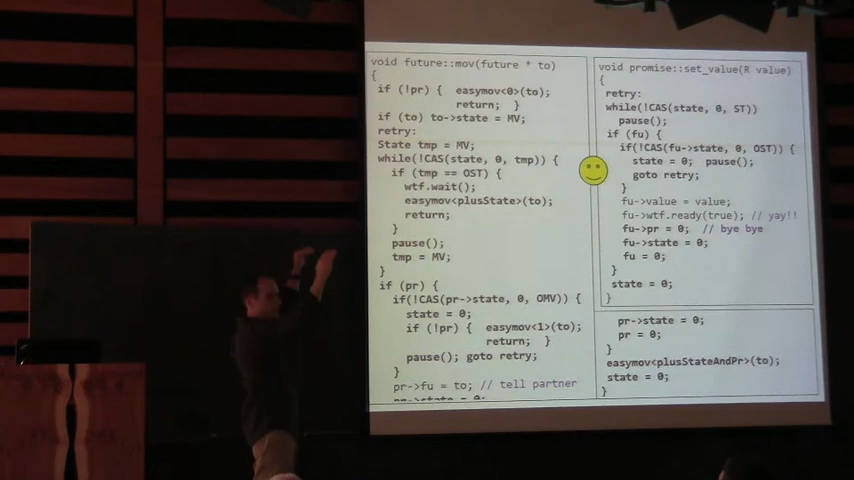 void future::mov(future * to)
{
if (!pr) { easymov<0>(to);
return; }
if (to) to->state = MV;
retry:
State tmp = MV;
while(!CAS(state, 0, tmp)) {
if (tmp == OST) {
wtf.wait();
easymov<plusState>(to);
return;
}
pause();
tmp = MV;
}
if (pr) {
if(!CAS(pr->state, 0, OMV)) {
state = 0;
if (!pr) { easymov<1>(to);
return; }
pause(); goto retry;
}
pr->fu = to; // tell partner
pr->state = 0;
void promise::set_value(R value)
{
retry:
while(!CAS(state, 0, ST))
pause();
if (fu) {
if(!CAS(fu->state, 0, OST)) {
state = 0; pause();
goto retry;
}
fu->value = value;
fu->wtf.ready(true); // yay!!
fu->pr = 0; // bye bye
fu->state = 0;
fu = 0;
}
state = 0;
}
pr->state = 0;
pr = 0;
}
easymov<plusStateAndPr>(to);
state = 0;
}